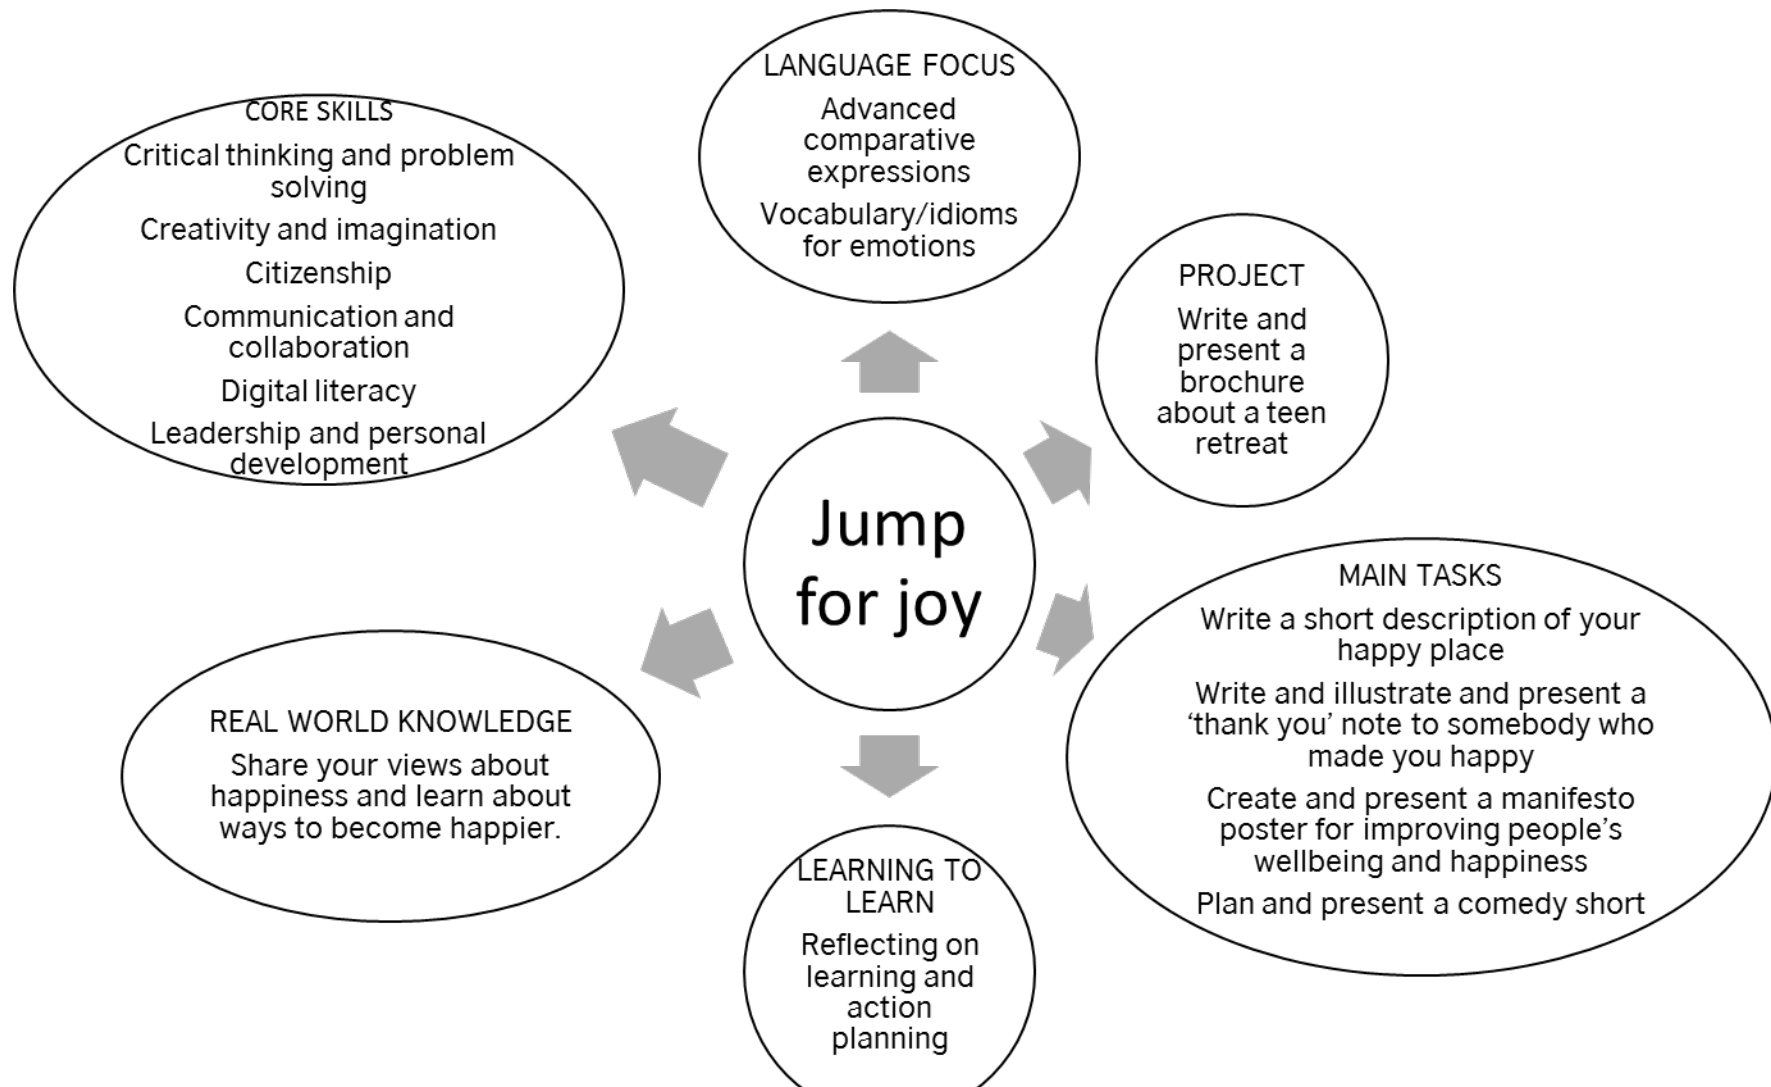 LANGUAGE FOCUS
Advanced
comparative
expressions
Vocabulary/idioms
for emotions
CORE SKILLS
Critical thinking and problem
solving
Creativity and imagination
Citizenship
Communication and
collaboration
Digital literacy
Leadership and personal
development
PROJECT
Write and
present a
brochure
about a teen
retreat
Jump
for joy
MAIN TASKS
Write a short description of your
happy place
Write and illustrate and present a
‘thank you’ note to somebody who
made you happy
Create and present a manifesto
poster for improving people’s
wellbeing and happiness
Plan and present a comedy short
REAL WORLD KNOWLEDGE
Share your views about
happiness and learn about
ways to become happier.
LEARNING TO
LEARN
Reflecting on
learning and
action
planning